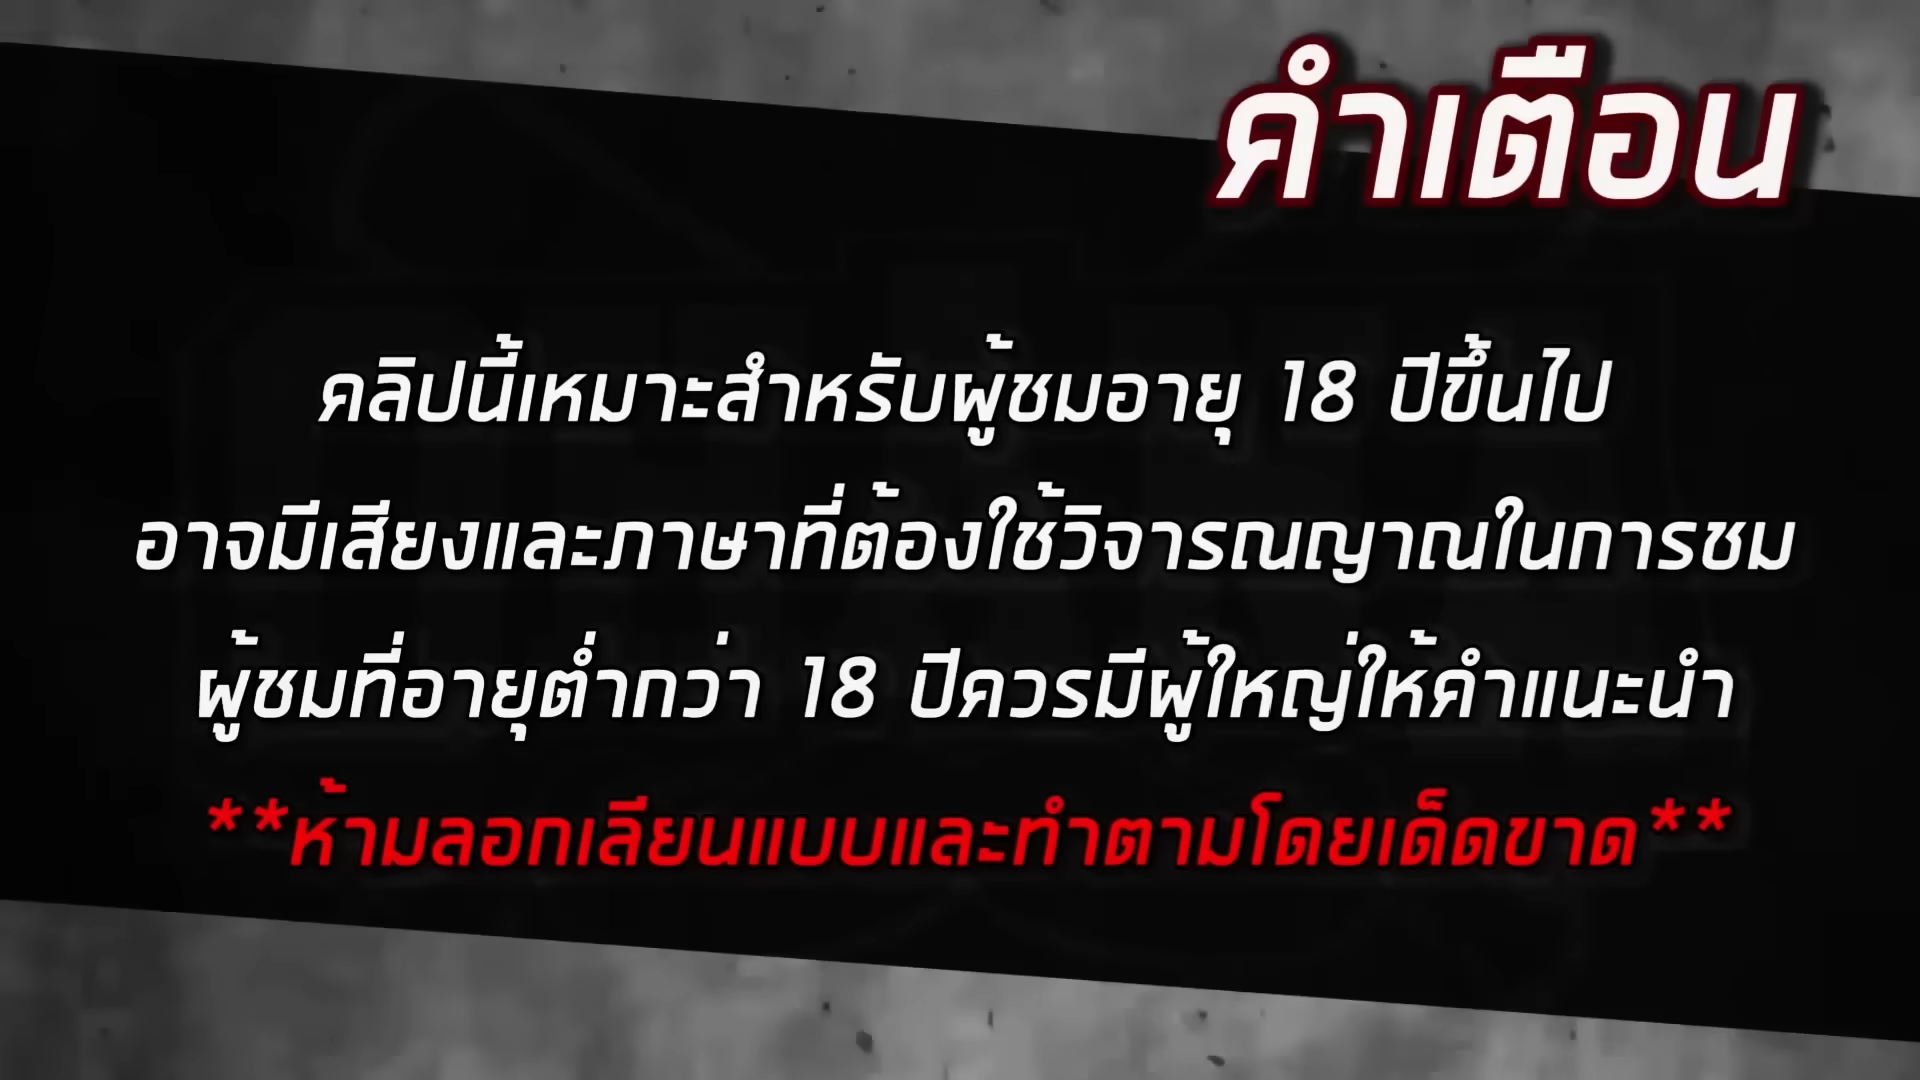 คำเตือน
คลิปนี้เหมาะสำหรับผู้ชมอายุ 18 ปีขึ้นไป
อาจมีเสียงและภาษาที่ต้องใช้วิจารณญาณในการชม
ผู้ชมที่อายุต่ำกว่า 18 ปีควรมีผู้ใหญ่ให้คำแนะนำ
**ห้ามลอกเลียนแบบและทำตามโดยเด็ดขาด**